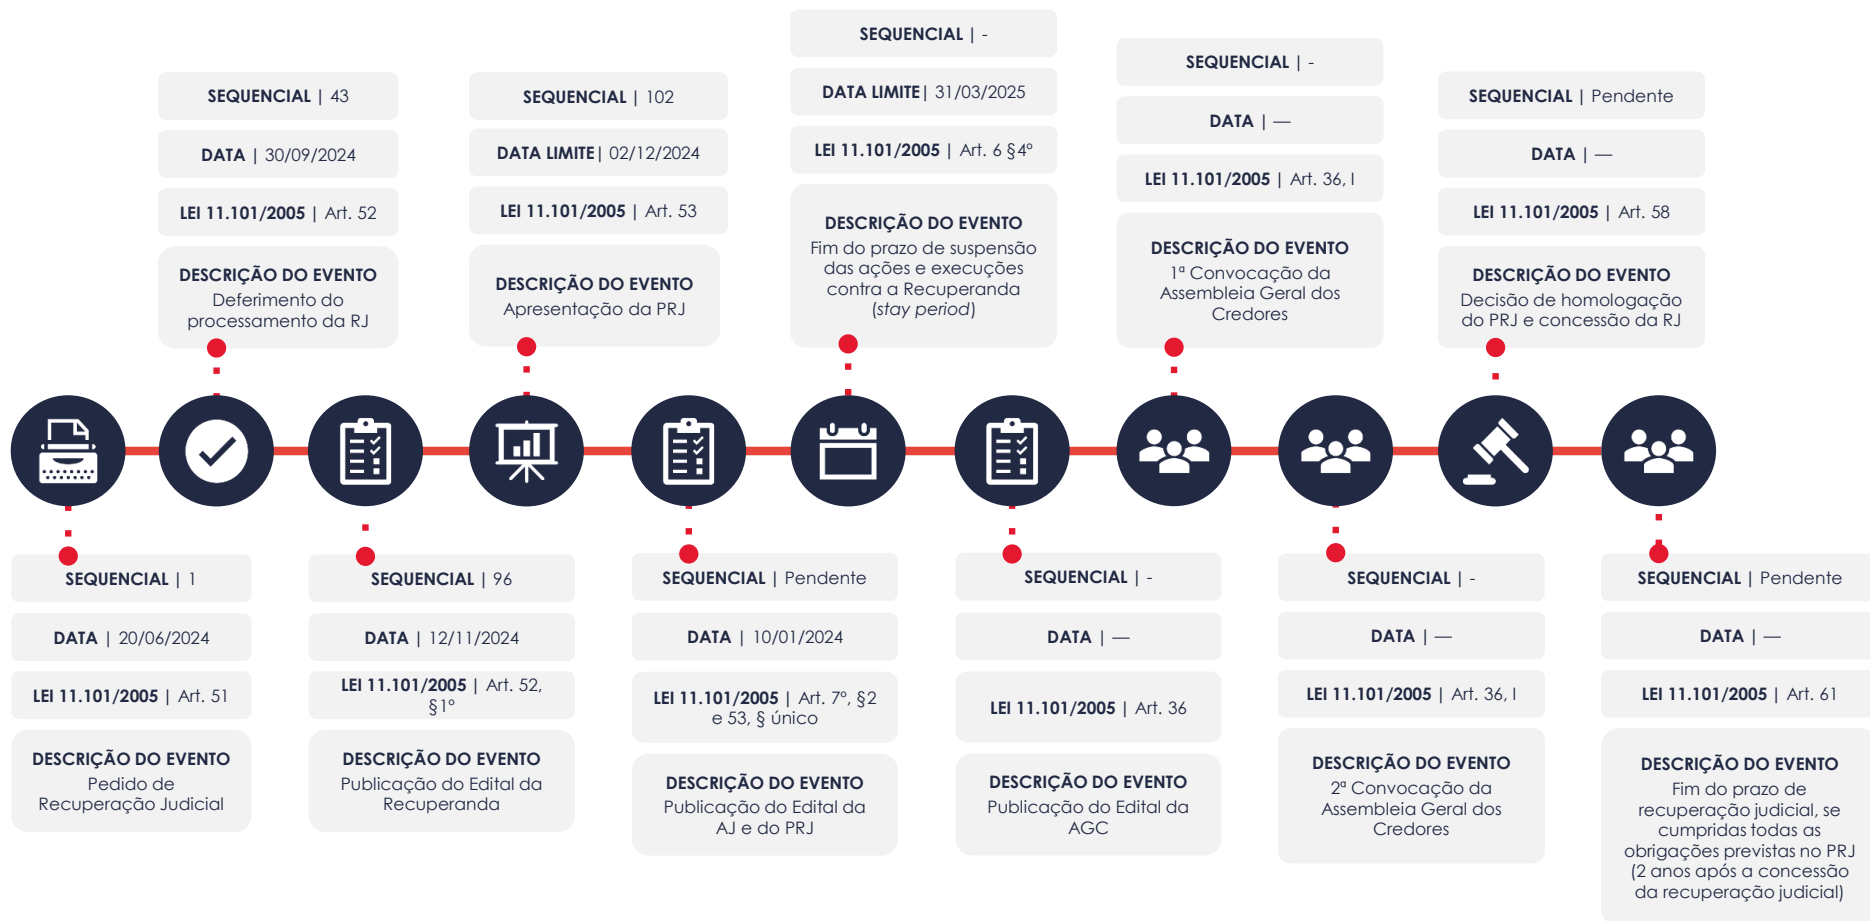 SEQUENCIAL | 43
DATA | 30/09/2024
LEI 11.101/2005 | Art. 52
DESCRIÇÃO DO EVENTO
Deferimento do
processamento da RJ
SEQUENCIAL | 102
DATA LIMITE| 02/12/2024
LEI 11.101/2005 | Art. 53
DESCRIÇÃO DO EVENTO
Apresentação da PRJ
SEQUENCIAL | -
DATA LIMITE| 31/03/2025
LEI 11.101/2005 | Art. 6 §4º
DESCRIÇÃO DO EVENTO
Fim do prazo de suspensão
das ações e execuções
contra a Recuperanda
(stay period)
SEQUENCIAL | -
DATA | —
LEI 11.101/2005 | Art. 36, I
DESCRIÇÃO DO EVENTO
1ª Convocação da
Assembleia Geral dos
Credores
SEQUENCIAL | Pendente
DATA | —
LEI 11.101/2005 | Art. 58
DESCRIÇÃO DO EVENTO
Decisão de homologação
do PRJ e concessão da RJ
SEQUENCIAL | 1
DATA | 20/06/2024
LEI 11.101/2005 | Art. 51
DESCRIÇÃO DO EVENTO
Pedido de
Recuperação Judicial
SEQUENCIAL | 96
DATA | 12/11/2024
LEI 11.101/2005 | Art. 52,
§1º
DESCRIÇÃO DO EVENTO
Publicação do Edital da
Recuperanda
SEQUENCIAL | Pendente
DATA | 10/01/2024
LEI 11.101/2005 | Art. 7º, §2
e 53, § único
DESCRIÇÃO DO EVENTO
Publicação do Edital da
AJ e do PRJ
SEQUENCIAL | -
DATA | —
LEI 11.101/2005 | Art. 36
DESCRIÇÃO DO EVENTO
Publicação do Edital da
AGC
SEQUENCIAL | -
DATA | —
LEI 11.101/2005 | Art. 36, I
DESCRIÇÃO DO EVENTO
2ª Convocação da
Assembleia Geral dos
Credores
SEQUENCIAL | Pendente
DATA | —
LEI 11.101/2005 | Art. 61
DESCRIÇÃO DO EVENTO
Fim do prazo de
recuperação judicial, se
cumpridas todas as
obrigações previstas no PRJ
(2 anos após a concessão
da recuperação judicial)